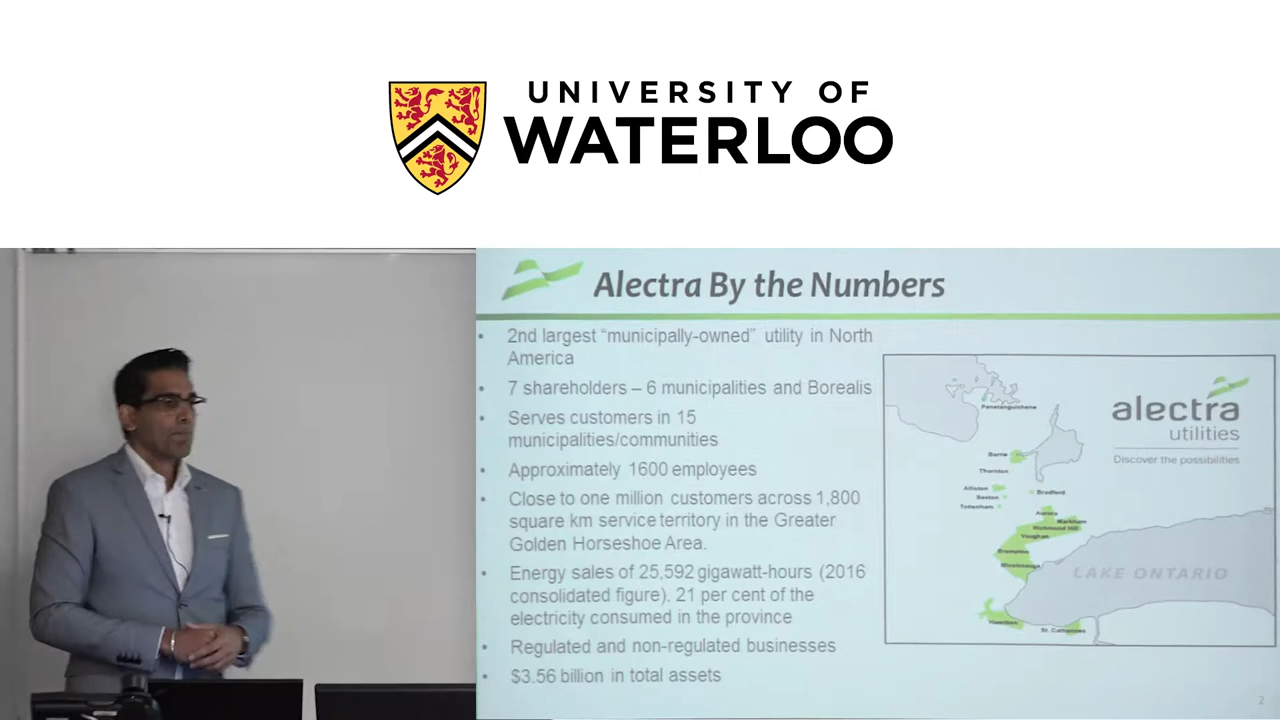 UNIVERSITY OF
WATERLOO
Alectra By the Numbers
• 2nd largest “municipally-owned” utility in North
America
• 7 shareholders – 6 municipalities and Borealis
• Serves customers in 15
municipalities/communities
• Approximately 1600 employees
• Close to one million customers across 1,800
square km service territory in the Greater
Golden Horseshoe Area.
• Energy sales of 25,592 gigawatt-hours (2016
consolidated figure). 21 per cent of the
electricity consumed in the province
• Regulated and non-regulated businesses
• $3.56 billion in total assets
alectra
utilities
Discover the possibilities
Penetanguishene
Barrie
Thornton
Alliston
Beeton
Bradford
Tottenham
Aurora
Markham
Richmond Hill
Vaughan
Brampton
Mississauga
LAKE ONTARIO
Hamilton
St. Catharines
2